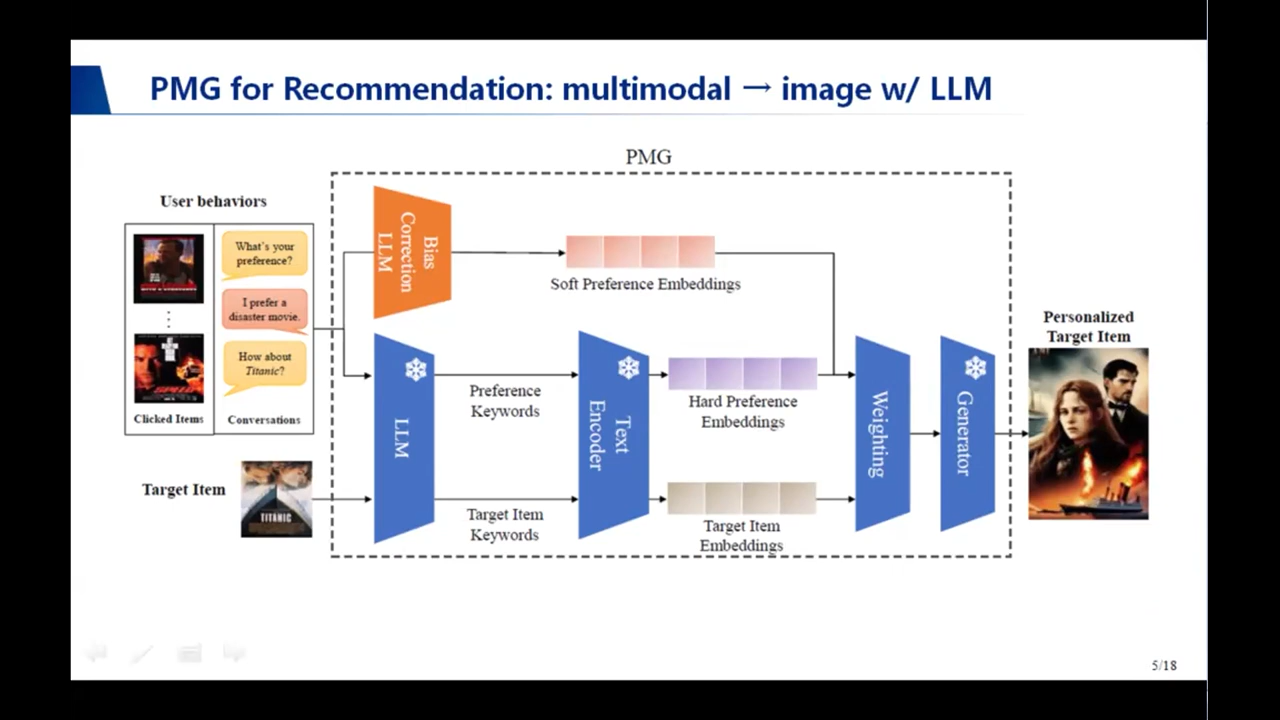 PMG for Recommendation: multimodal → image w/ LLM
PMG
User behaviors
What's your
preference?
I prefer a
disaster movie.
How about
Titanic?
SPEED
Clicked Items
Conversations
Target Item
TITANIC
Bias
Correction
LLM
Soft Preference Embeddings
LLM
Preference
Keywords
Target Item
Keywords
Text
Encoder
Hard Preference
Embeddings
Target Item
Embeddings
Weighting
Generator
Personalized
Target Item
5/18